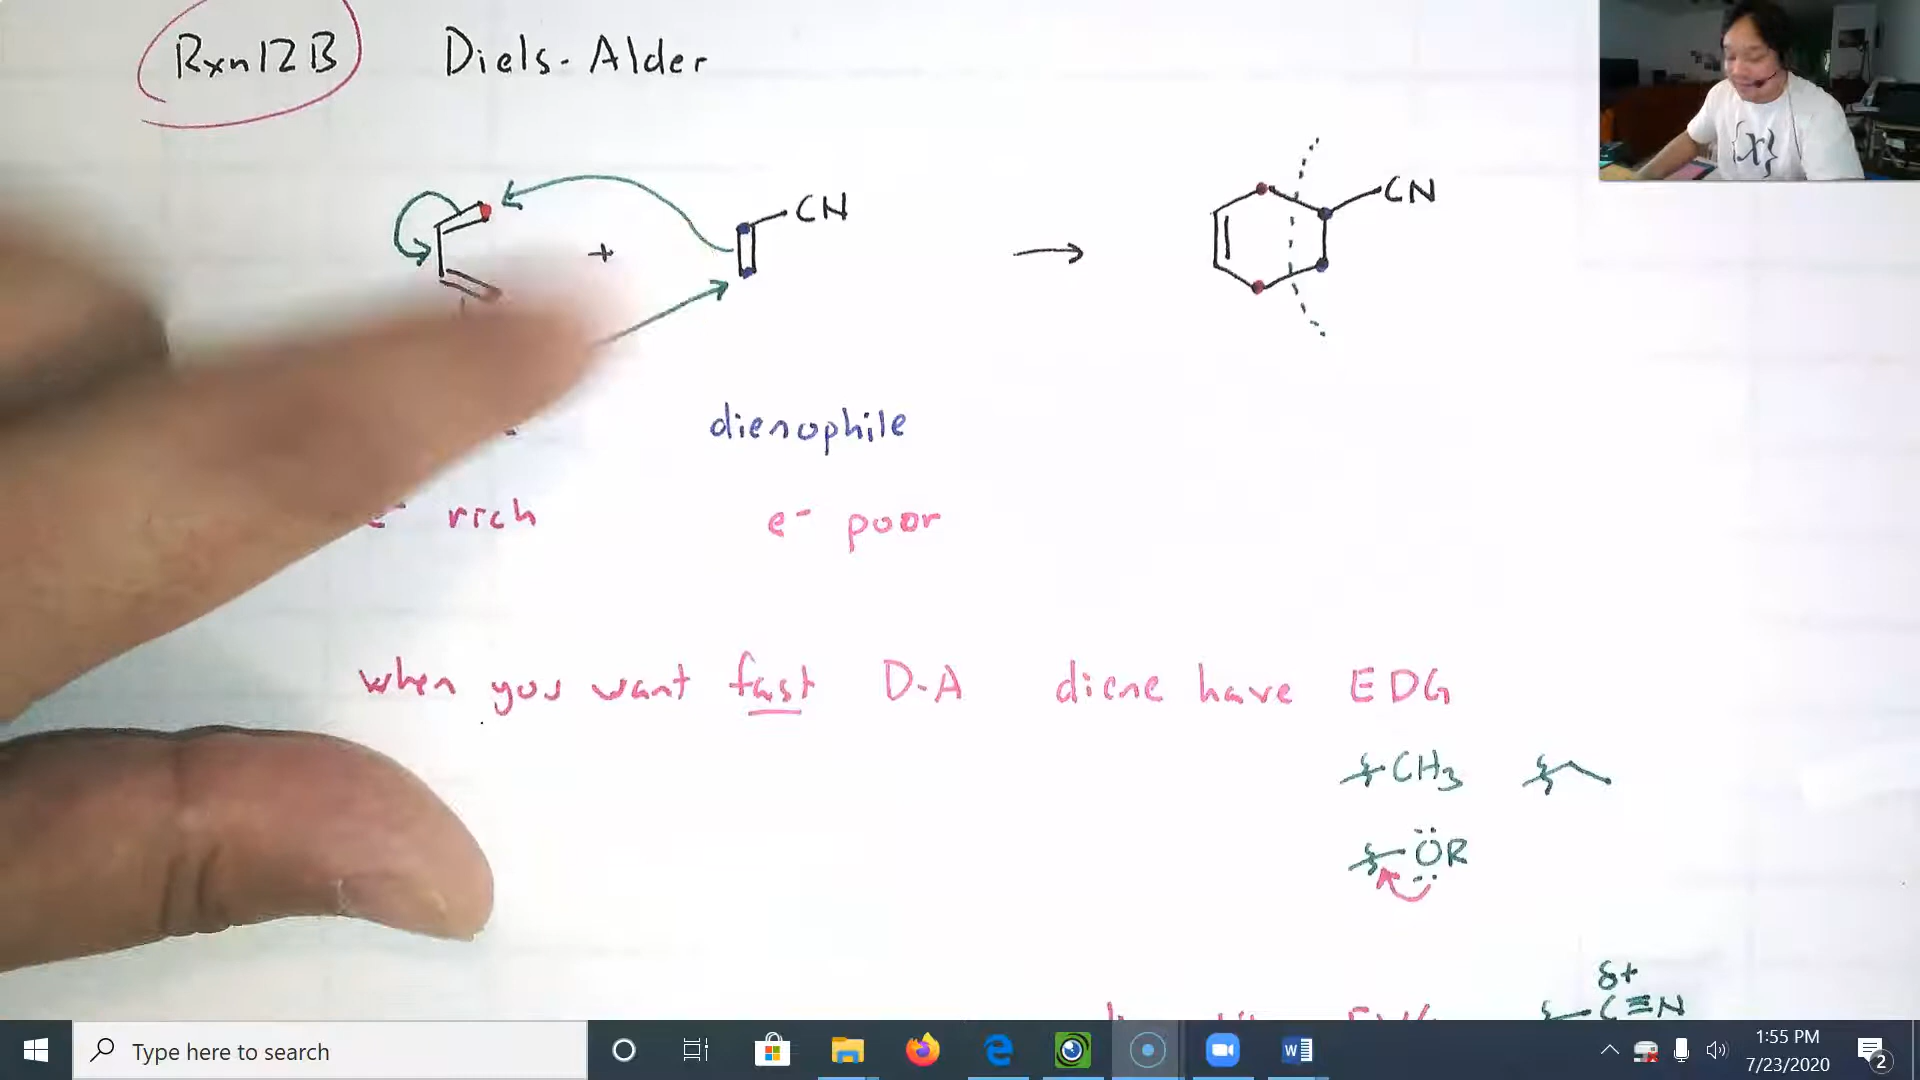 Rxn12B Diels-Alder
+ CN → CN
dienophile
e⁻ rich e⁻ poor
when you want fast D-A diene have EDG
CH3
ÖR
δ+
C≡N
{X}
Type here to search
1:55 PM
7/23/2020
2